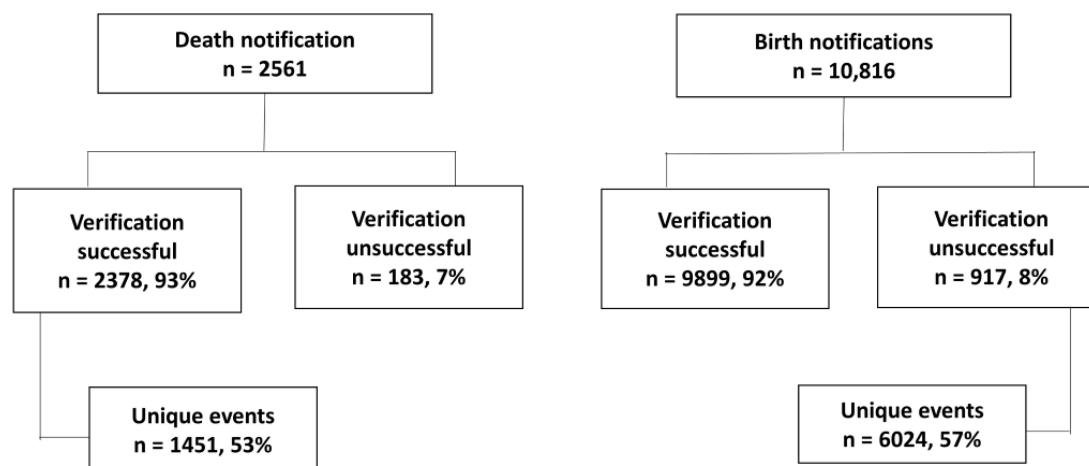 Death notification
n = 2561
Birth notifications
n = 10,816
Verification
successful
n = 2378, 93%
Verification
unsuccessful
n = 183, 7%
Verification
successful
n = 9899, 92%
Verification
unsuccessful
n = 917, 8%
Unique events
n = 1451, 53%
Unique events
n = 6024, 57%